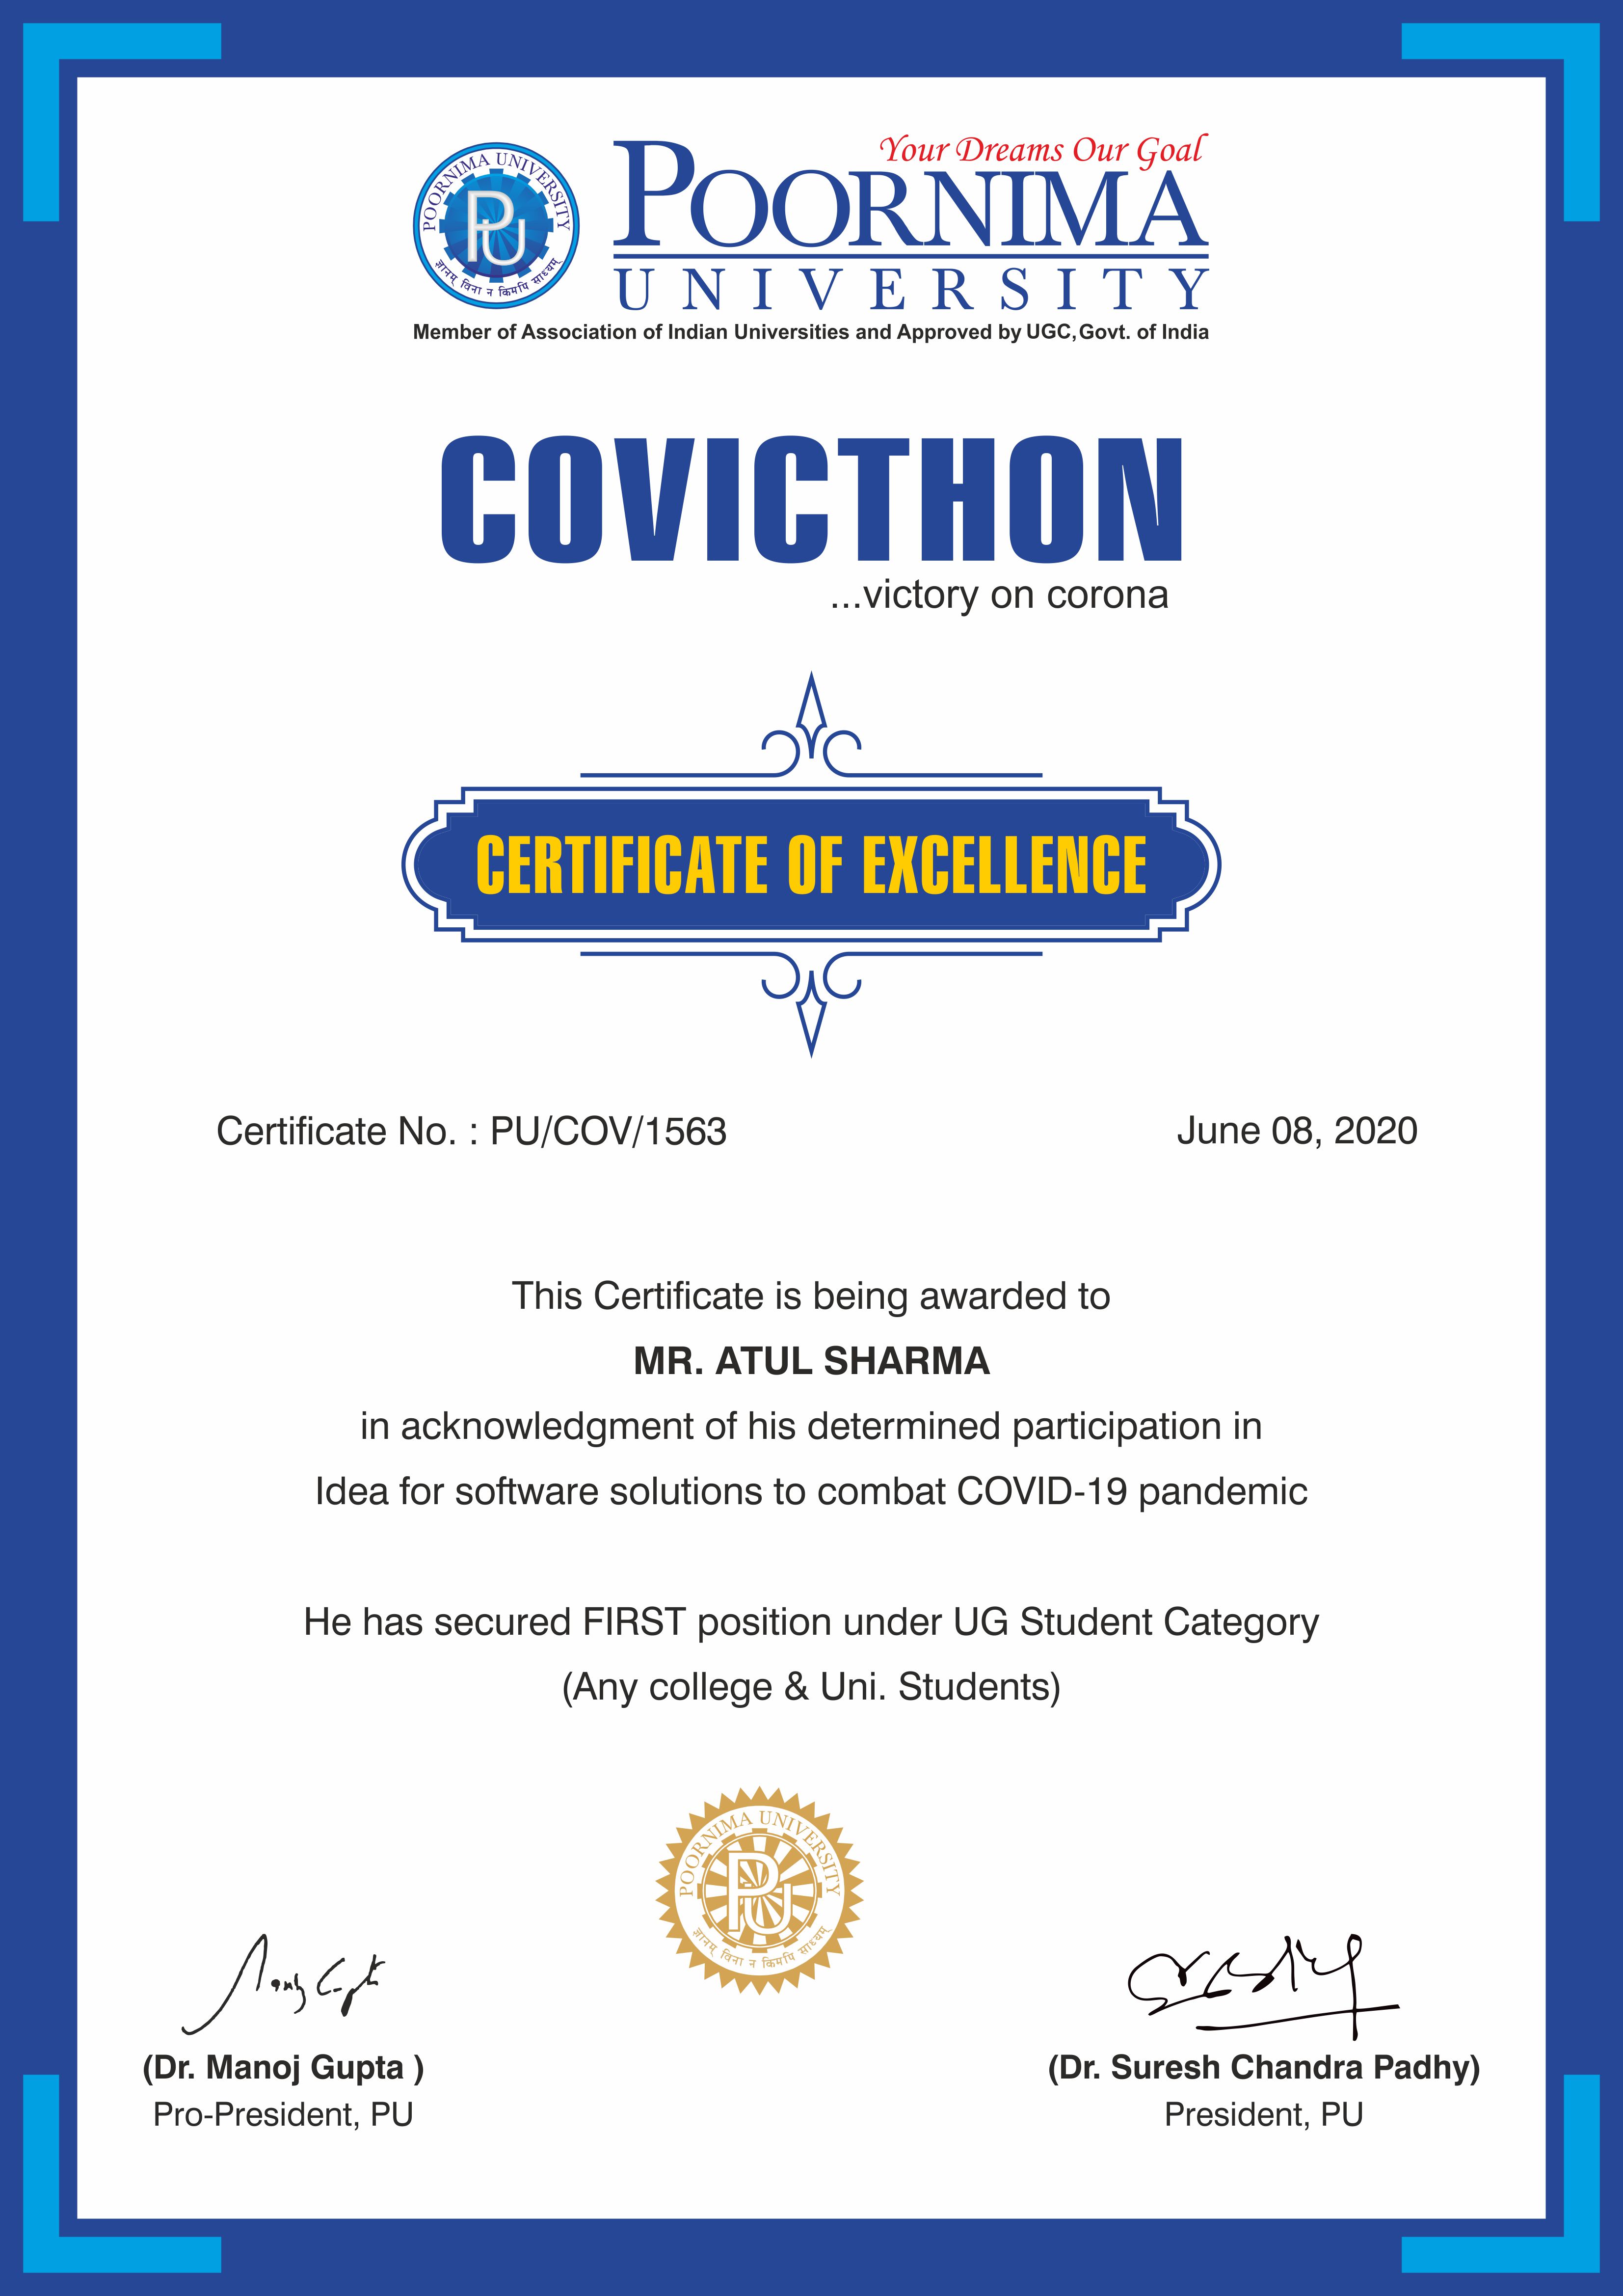 POORNIMA UNIVERSITY
PU
ज्ञानम् विना न किमपि साध्यम्
Your Dreams Our Goal
POORNIMA
UNIVERSITY
Member of Association of Indian Universities and Approved by UGC,Govt. of India
COVICTHON
...victory on corona
CERTIFICATE OF EXCELLENCE
Certificate No. : PU/COV/1563 June 08, 2020
This Certificate is being awarded to
MR. ATUL SHARMA
in acknowledgment of his determined participation in
Idea for software solutions to combat COVID-19 pandemic
He has secured FIRST position under UG Student Category
(Any college & Uni. Students)
POORNIMA UNIVERSITY
PU
ज्ञानम् विना न किमपि साध्यम्
Manoj Gupta
(Dr. Manoj Gupta ) (Dr. Suresh Chandra Padhy)
Pro-President, PU President, PU